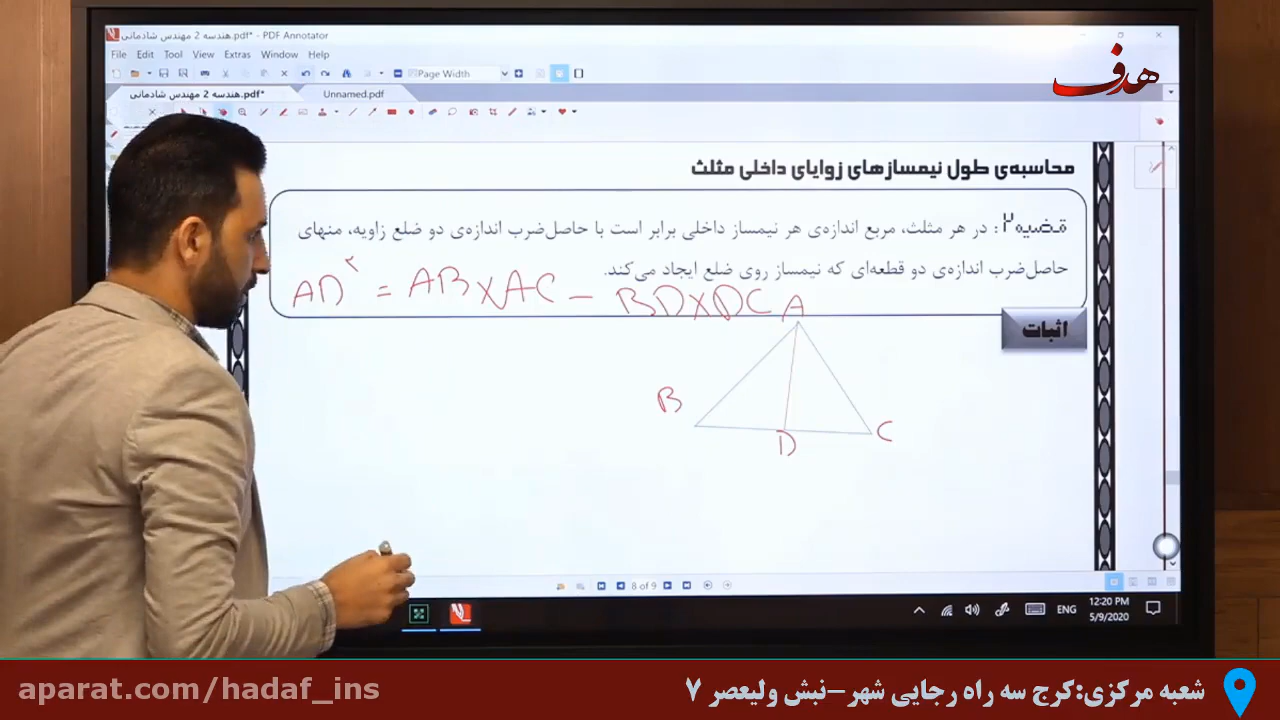 هندسه 2 مهندس شادمانی.pdf* - PDF Annotator
File Edit Tool View Extras Window Help
Page Width
هندسه 2 مهندس شادمانی.pdf*
Unnamed.pdf
هدف
محاسبه‌ی طول نیمسازهای زوایای داخلی مثلث
قضیه ۲: در هر مثلث، مربع اندازه‌ی هر نیمساز داخلی برابر است با حاصل‌ضرب اندازه‌ی دو ضلع زاویه، منهای
حاصل‌ضرب اندازه‌ی دو قطعه‌ای که نیمساز روی ضلع ایجاد می‌کند.
AD² = AB × AC − BD × DC
اثبات
A
B
D
C
8 of 9
ENG
12:20 PM
5/9/2020
aparat.com/hadaf_ins
شعبه مرکزی:کرج سه راه رجایی شهر-نبش ولیعصر ۷